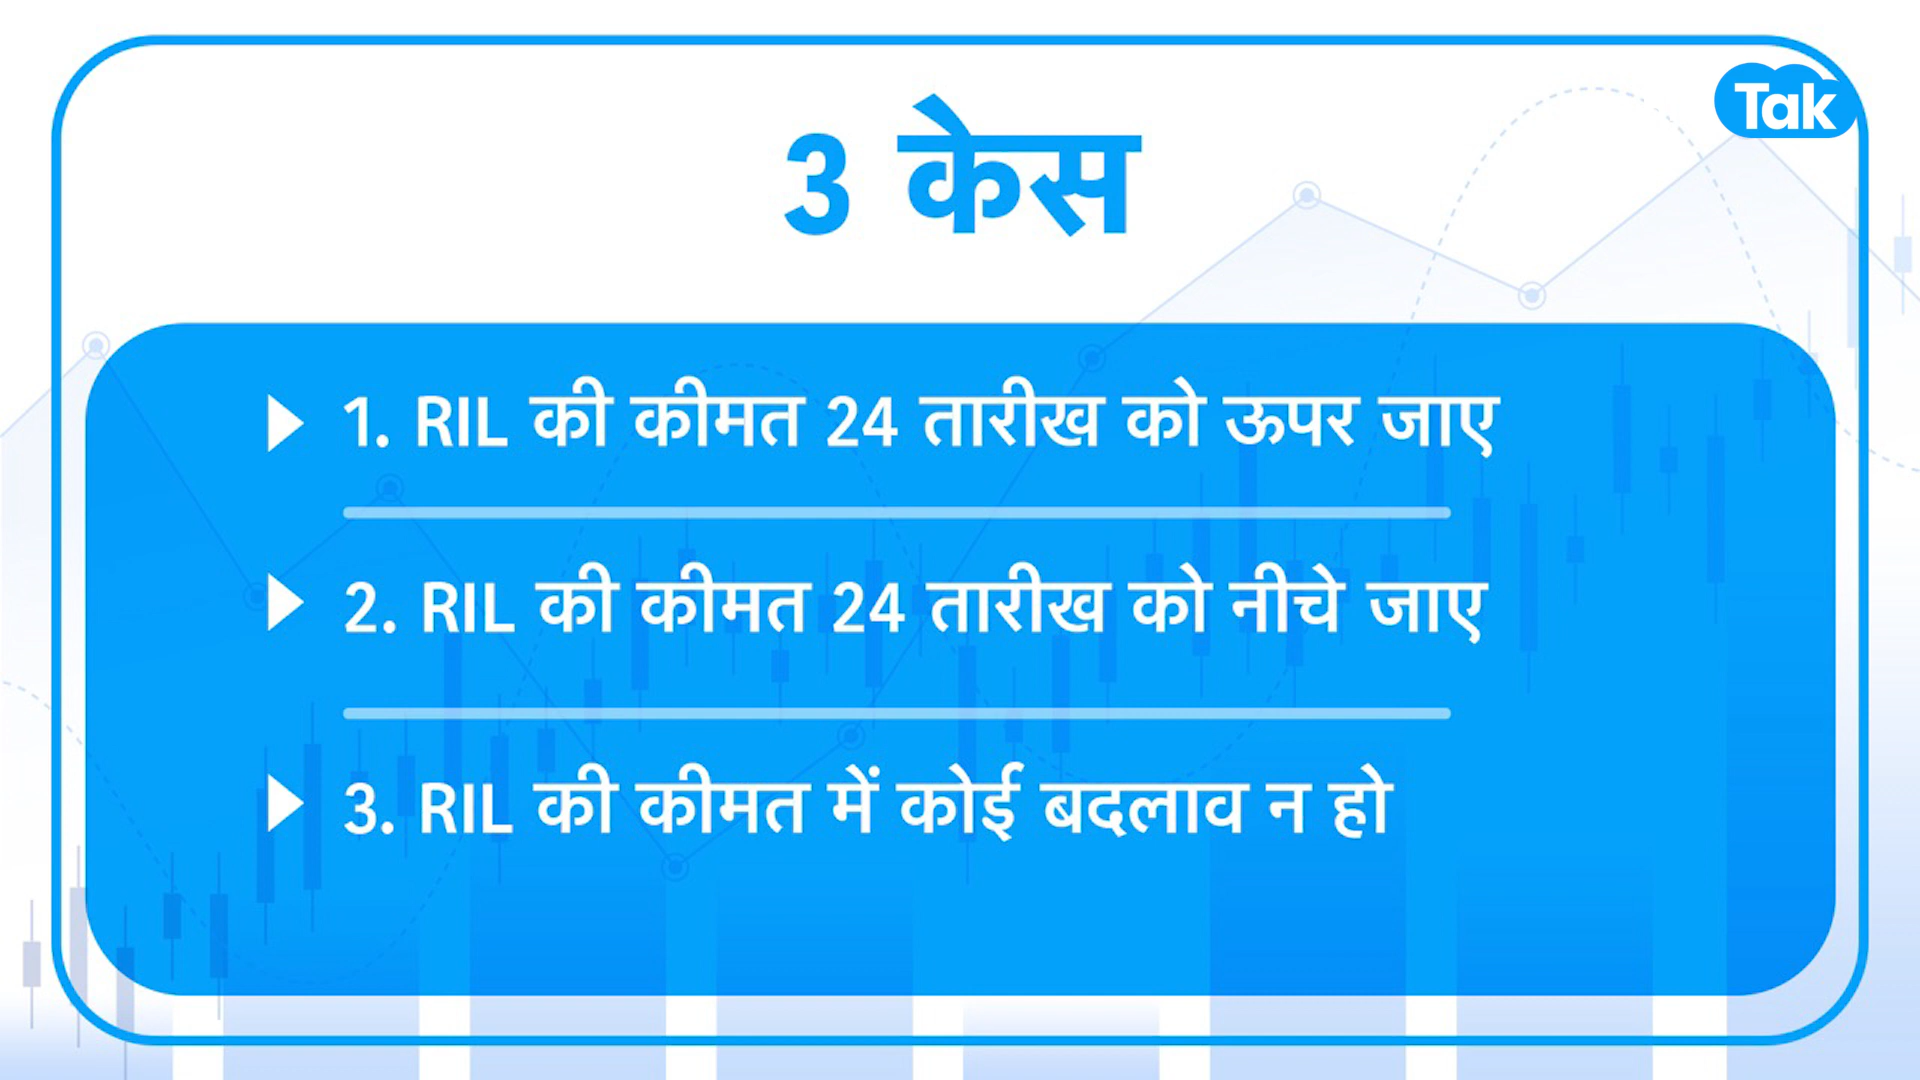 Tak
3 केस
1. RIL की कीमत 24 तारीख को ऊपर जाए
2. RIL की कीमत 24 तारीख को नीचे जाए
3. RIL की कीमत में कोई बदलाव न हो